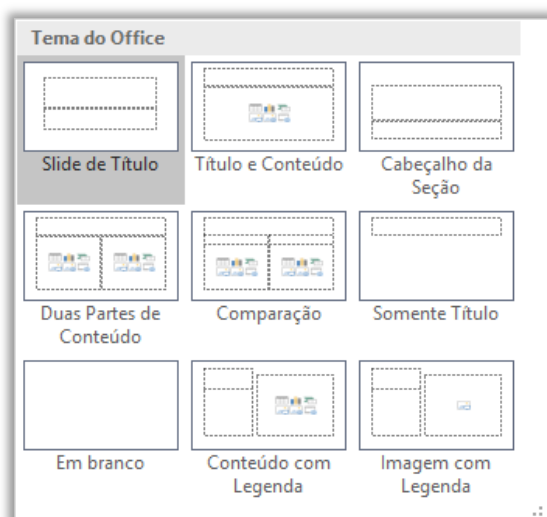 Tema do Office
Slide de Título
Título e Conteúdo
Cabeçalho da
Seção
Duas Partes de
Conteúdo
Comparação
Somente Título
Em branco
Conteúdo com
Legenda
Imagem com
Legenda